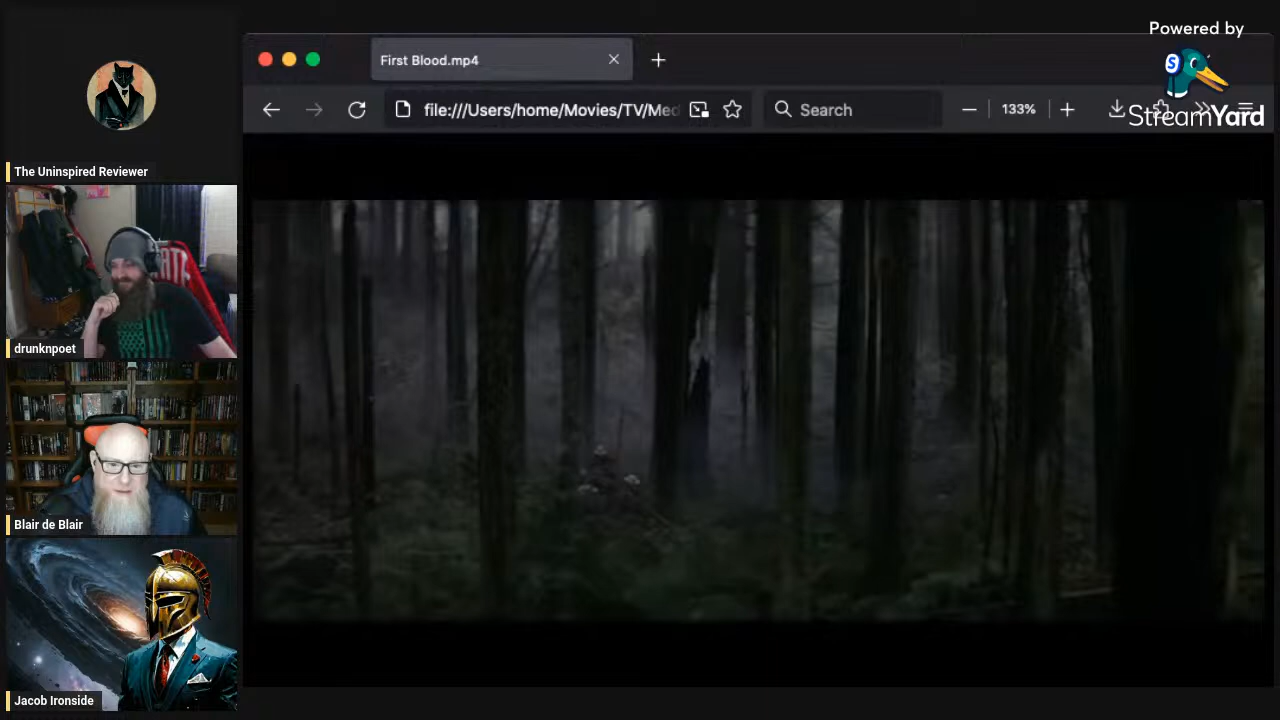 Powered by
StreamYard
First Blood.mp4
file:///Users/home/Movies/TV/Med
Search
133%
The Uninspired Reviewer
drunknpoet
Blair de Blair
Jacob Ironside